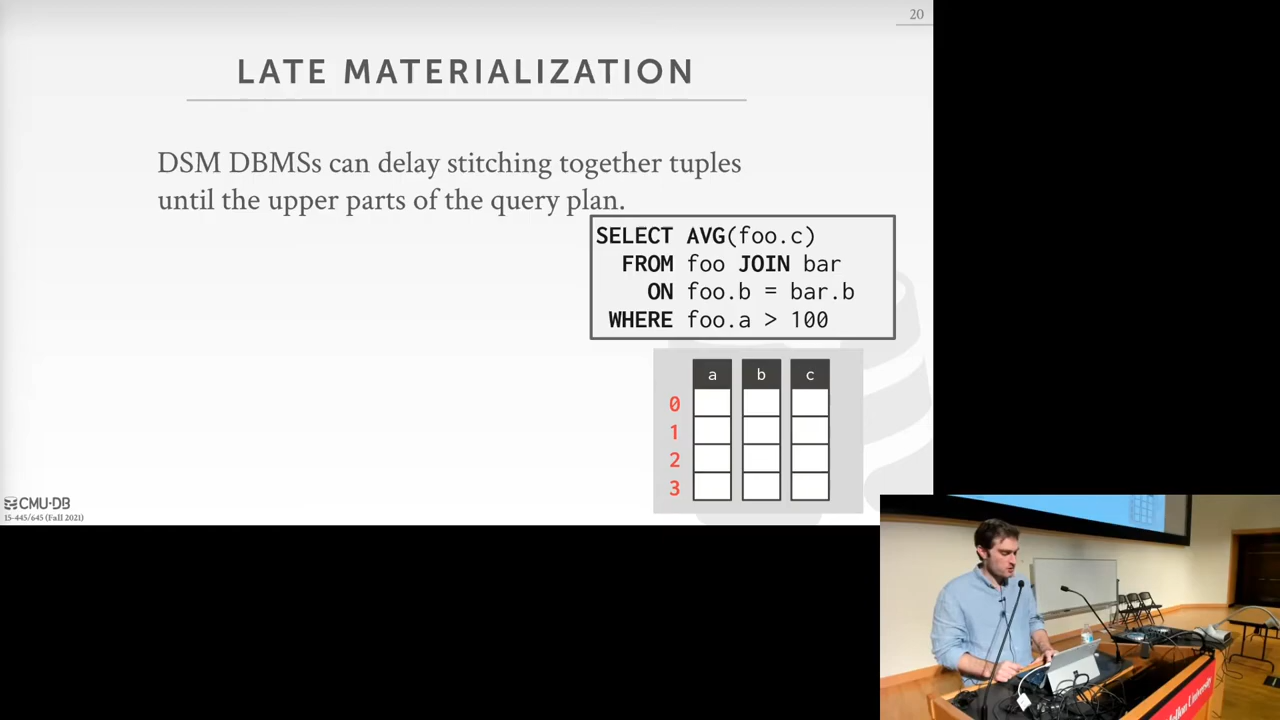 20
LATE MATERIALIZATION
DSM DBMSs can delay stitching together tuples
until the upper parts of the query plan.
SELECT AVG(foo.c)
FROM foo JOIN bar
ON foo.b = bar.b
WHERE foo.a > 100
a b c
0
1
2
3
CMU·DB
15-445/645 (Fall 2021)
Mellon University